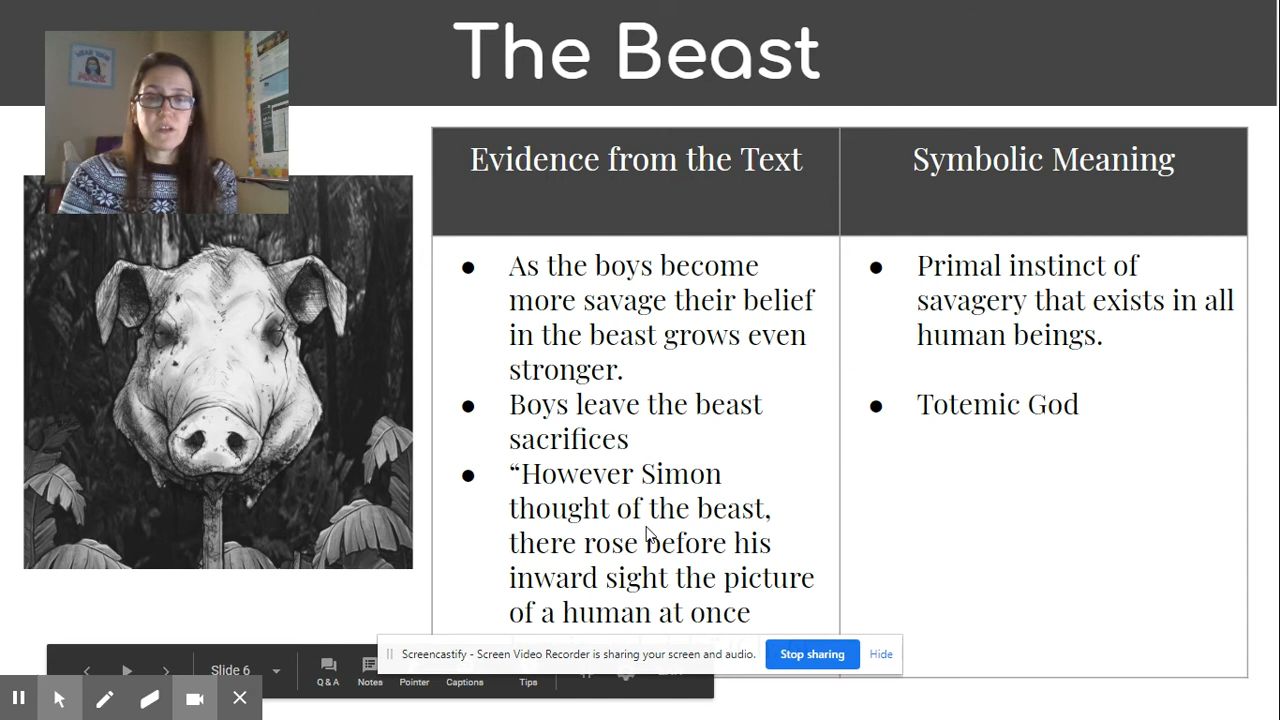 The Beast
WEAR YOUR
MASK
Evidence from the Text
Symbolic Meaning
● As the boys become
more savage their belief
in the beast grows even
stronger.
● Boys leave the beast
sacrifices
● “However Simon
thought of the beast,
there rose before his
inward sight the picture
of a human at once
● Primal instinct of
savagery that exists in all
human beings.
● Totemic God
Screencastify - Screen Video Recorder is sharing your screen and audio.
Stop sharing
Hide
Slide 6
Q & A
Notes
Pointer
Captions
Tips